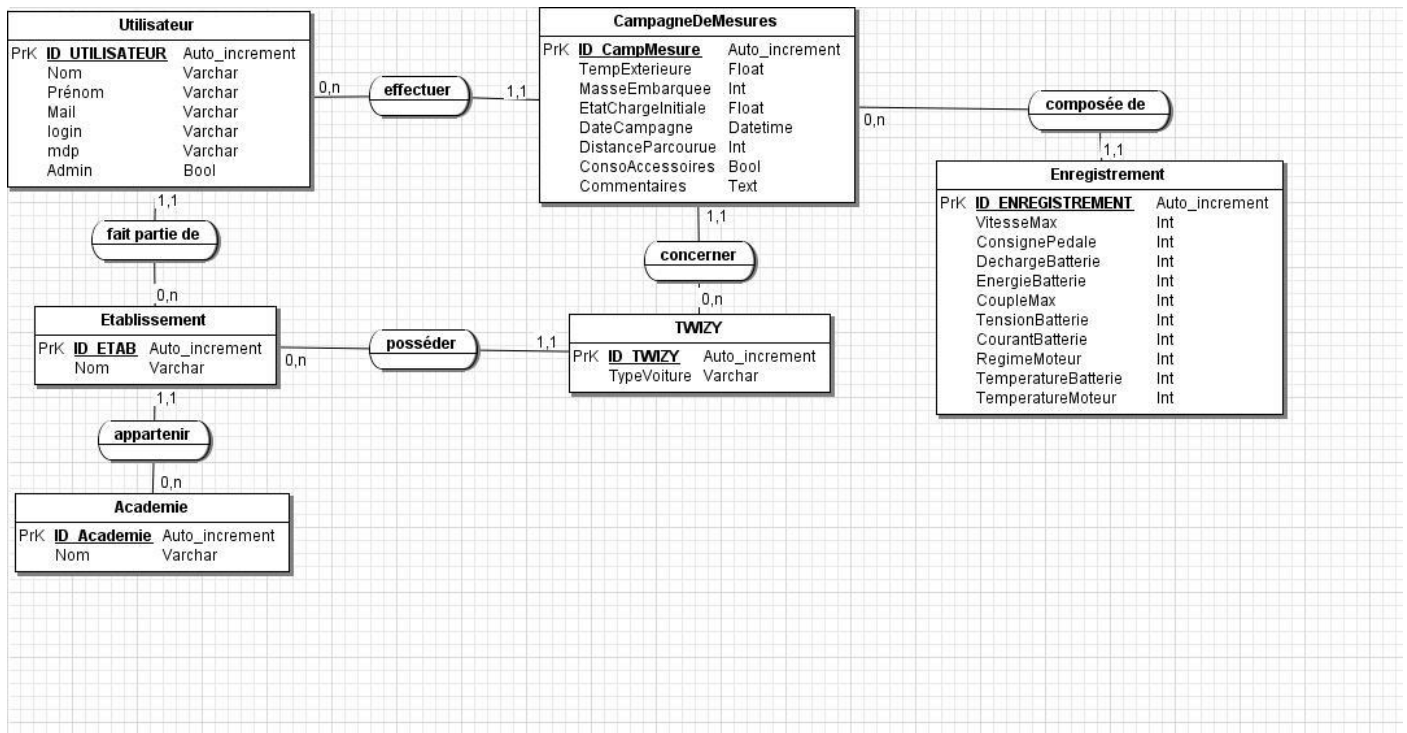 Utilisateur
PrK ID_UTILISATEUR Auto_increment
Nom Varchar
Prénom Varchar
Mail Varchar
login Varchar
mdp Varchar
Admin Bool
0,n
effectuer
1,1
CampagneDeMesures
PrK ID_CampMesure Auto_increment
TempExterieure Float
MasseEmbarquee Int
EtatChargeInitiale Float
DateCampagne Datetime
DistanceParcourue Int
ConsoAccessoires Bool
Commentaires Text
0,n
composée de
1,1
Enregistrement
PrK ID_ENREGISTREMENT Auto_increment
VitesseMax Int
ConsignePedale Int
DechargeBatterie Int
EnergieBatterie Int
CoupleMax Int
TensionBatterie Int
CourantBatterie Int
RegimeMoteur Int
TemperatureBatterie Int
TemperatureMoteur Int
1,1
fait partie de
0,n
1,1
concerner
0,n
Etablissement
PrK ID_ETAB Auto_increment
Nom Varchar
0,n
posséder
1,1
TWIZY
PrK ID_TWIZY Auto_increment
TypeVoiture Varchar
1,1
appartenir
0,n
Academie
PrK ID_Academie Auto_increment
Nom Varchar